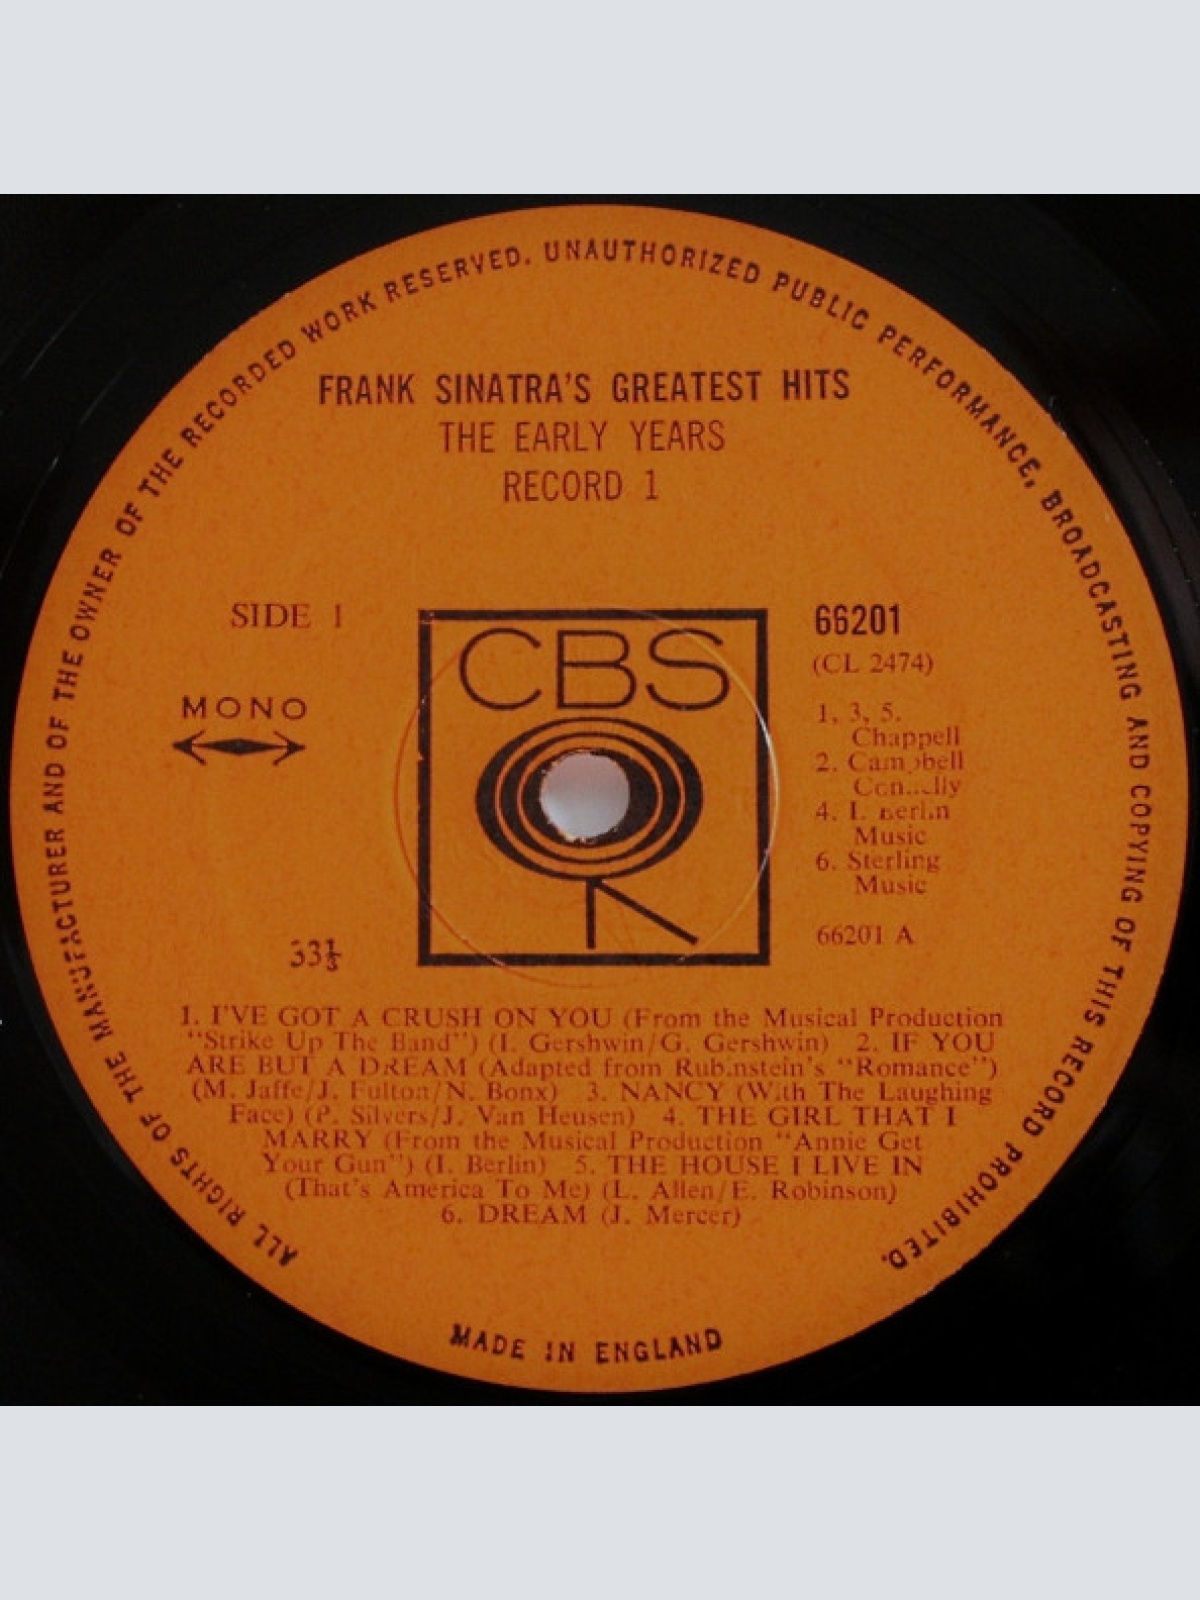 ALL RIGHTS OF THE MANUFACTURER AND OF THE OWNER OF THE RECORDED WORK RESERVED. UNAUTHORIZED PUBLIC PERFORMANCE, BROADCASTING AND COPYING OF THIS RECORD PROHIBITED.
FRANK SINATRA'S GREATEST HITS
THE EARLY YEARS
RECORD 1
SIDE 1
MONO
CBS
66201
(CL 2474)
1, 3, 5.
Chappell
2. Campbell
Connelly
4. I. Berlin
Music
6. Sterling
Music
66201 A
33⅓
1. I'VE GOT A CRUSH ON YOU (From the Musical Production
"Strike Up The Band") (I. Gershwin/G. Gershwin) 2. IF YOU
ARE BUT A DREAM (Adapted from Rubinstein's "Romance")
(M. Jaffe/J. Fulton/N. Bonx) 3. NANCY (With The Laughing
Face) (P. Silvers/J. Van Heusen) 4. THE GIRL THAT I
MARRY (From the Musical Production "Annie Get
Your Gun") (I. Berlin) 5. THE HOUSE I LIVE IN
(That's America To Me) (L. Allen/E. Robinson)
6. DREAM (J. Mercer)
MADE IN ENGLAND